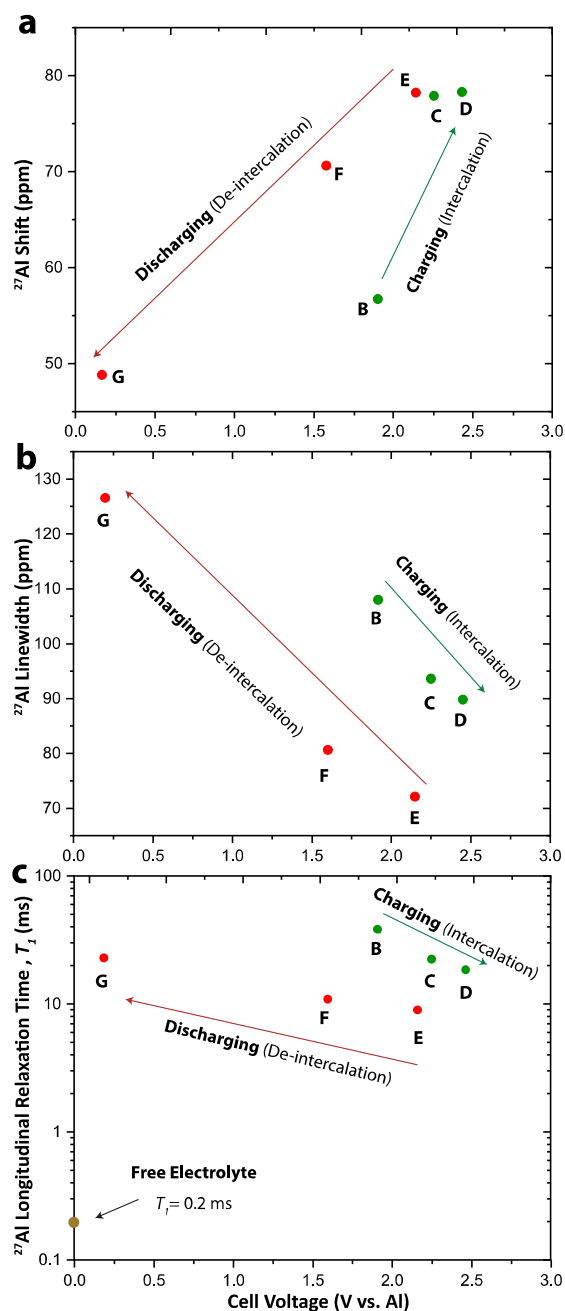 a
²⁷Al Shift (ppm)
80
70
60
50
E
C
D
F
B
G
Discharging (De-intercalation)
Charging (Intercalation)
0.0 0.5 1.0 1.5 2.0 2.5 3.0
b
²⁷Al Linewidth (ppm)
130
120
110
100
90
80
70
G
B
C
D
F
E
Discharging (De-intercalation)
Charging (Intercalation)
0.0 0.5 1.0 1.5 2.0 2.5 3.0
c
²⁷Al Longitudinal Relaxation Time , T₁ (ms)
100
10
1
0.1
G
B
C
D
F
E
Charging (Intercalation)
Discharging (De-intercalation)
Free Electrolyte
T₁= 0.2 ms
0.0 0.5 1.0 1.5 2.0 2.5 3.0
Cell Voltage (V vs. Al)